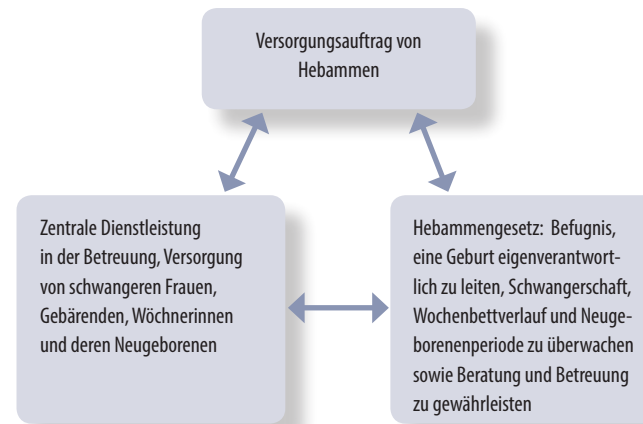 Versorgungsauftrag von
Hebammen
Zentrale Dienstleistung
in der Betreuung, Versorgung
von schwangeren Frauen,
Gebärenden, Wöchnerinnen
und deren Neugeborenen
Hebammengesetz: Befugnis,
eine Geburt eigenverantwort-
lich zu leiten, Schwangerschaft,
Wochenbettverlauf und Neuge-
borenenperiode zu überwachen
sowie Beratung und Betreuung
zu gewährleisten